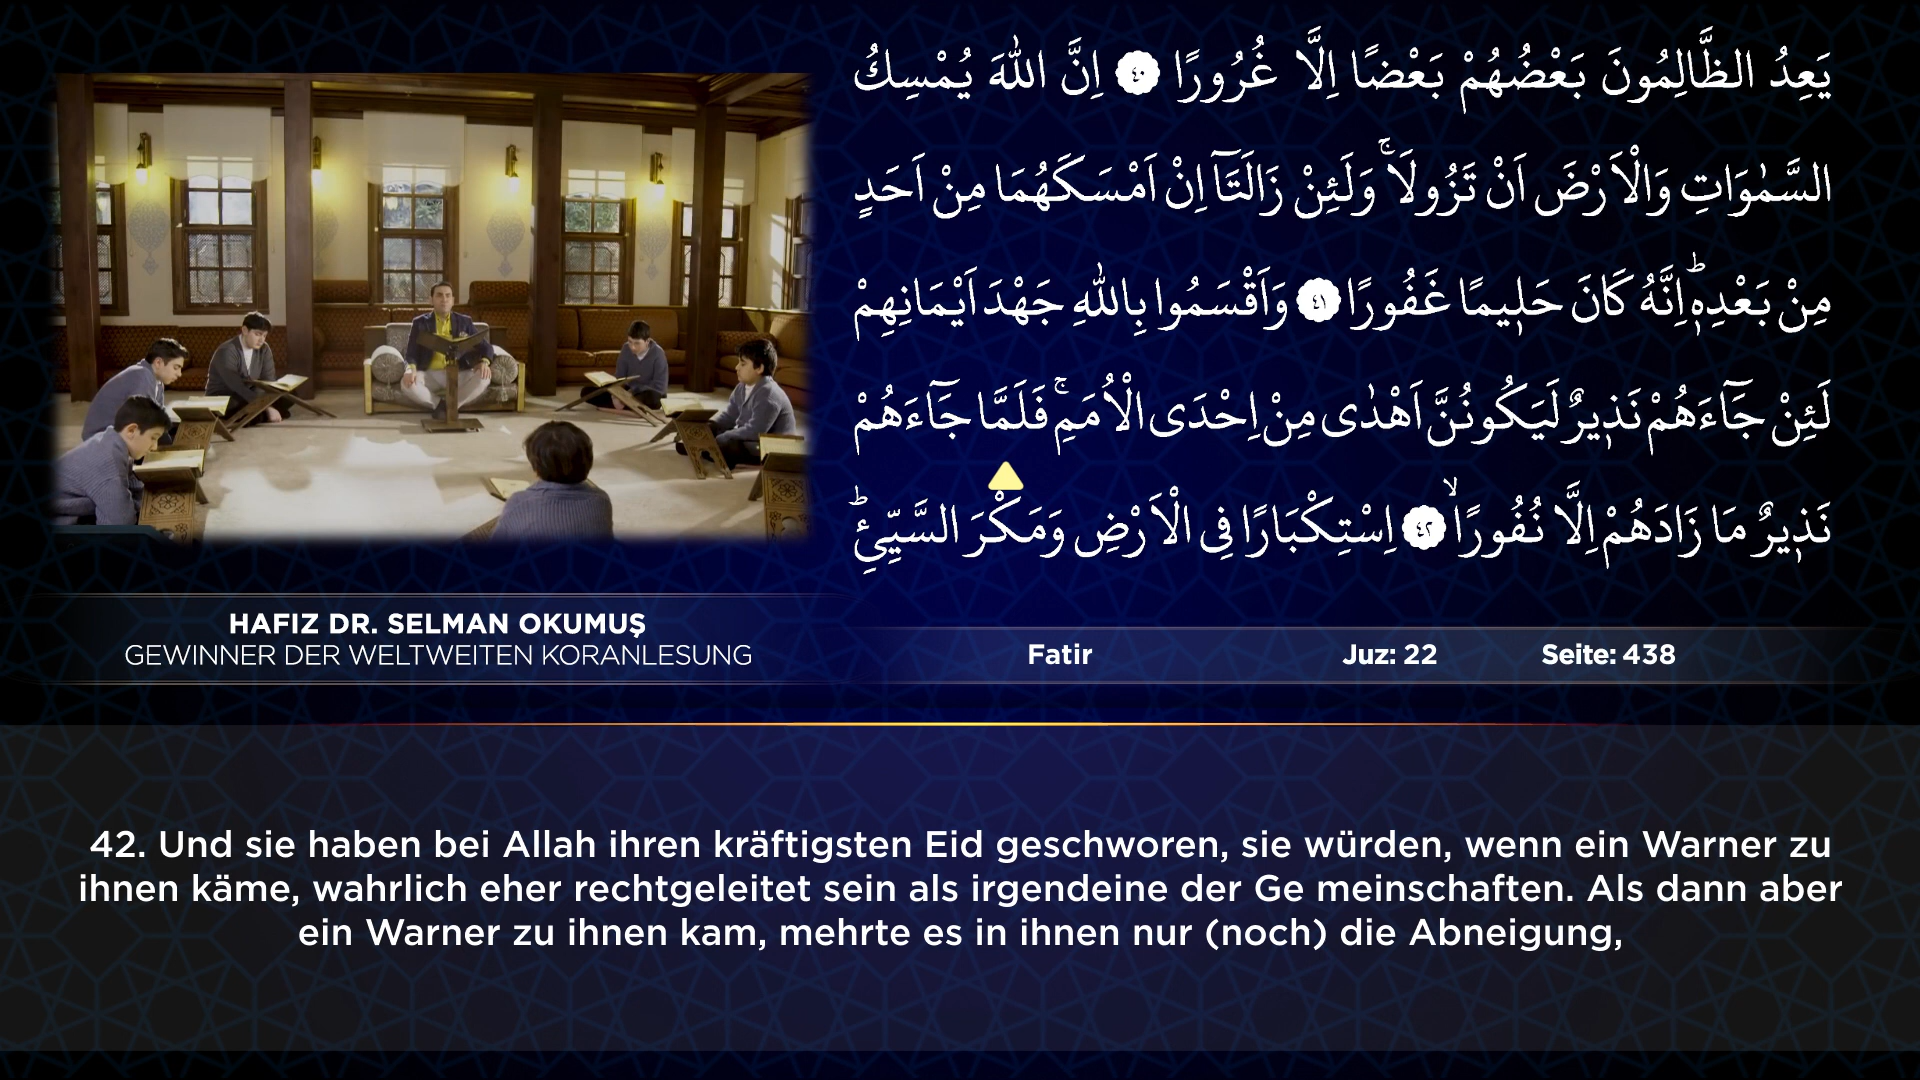 يَعِدُ الظَّالِمُونَ بَعْضُهُمْ بَعْضًا اِلَّا غُرُورًا ﴿٤٠﴾ اِنَّ اللّٰهَ يُمْسِكُ
السَّمٰوَاتِ وَالْاَرْضَ اَنْ تَزُولَاۚ وَلَئِنْ زَالَتَٓا اِنْ اَمْسَكَهُمَا مِنْ اَحَدٍ
مِنْ بَعْدِه۪ۜ اِنَّهُ كَانَ حَل۪يمًا غَفُورًا ﴿٤١﴾ وَاَقْسَمُوا بِاللّٰهِ جَهْدَ اَيْمَانِهِمْ
لَئِنْ جَٓاءَهُمْ نَذ۪يرٌ لَيَكُونُنَّ اَهْدٰى مِنْ اِحْدَى الْاُمَمِۚ فَلَمَّا جَٓاءَهُمْ
نَذ۪يرٌ مَا زَادَهُمْ اِلَّا نُفُورًاۙ ﴿٤٢﴾ اِسْتِكْبَارًا فِي الْاَرْضِ وَمَكْرَ السَّيِّئِۜ
HAFIZ DR. SELMAN OKUMUŞ
GEWINNER DER WELTWEITEN KORANLESUNG
Fatir Juz: 22 Seite: 438
42. Und sie haben bei Allah ihren kräftigsten Eid geschworen, sie würden, wenn ein Warner zu
ihnen käme, wahrlich eher rechtgeleitet sein als irgendeine der Ge meinschaften. Als dann aber
ein Warner zu ihnen kam, mehrte es in ihnen nur (noch) die Abneigung,